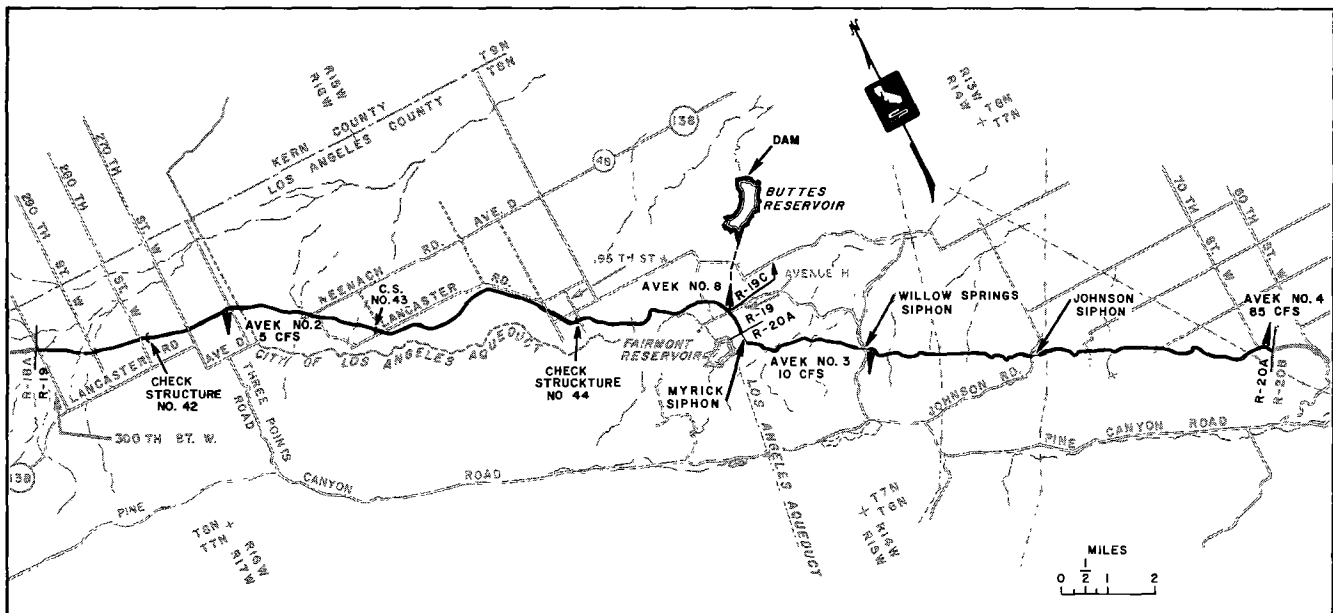 T9N
T8N
R15W
R16W
KERN COUNTY
LOS ANGELES COUNTY
138
48
N
R13W
R14W
+ T8N
T7N
DAM
BUTTES
RESERVOIR
290 TH ST. W.
280 TH ST. W.
270 TH ST. W
NEENACH RD. AVE. D
C.S.
NO. 43
LANCASTER RD.
95 TH ST W
AVENUE H
AVEK NO. 8
R-19C
R-19
R-20A
WILLOW SPRINGS
SIPHON
JOHNSON
SIPHON
70 TH ST. W
60 TH ST. W
AVEK NO. 4
85 CFS
R-18A
R-19
LANCASTER RD
AVE. D
AVEK NO. 2
5 CFS
CITY OF LOS ANGELES AQUEDUCT
FAIRMONT
RESERVOIR
AVEK NO. 3
10 CFS
CHECK
STRUCTURE
NO. 42
CHECK
STRUCKTURE
NO 44
MYRICK
SIPHON
JOHNSON RD.
R-20A
R-20B
300 TH ST. W.
THREE POINTS
ROAD
138
PINE CANYON ROAD
PINE CANYON ROAD
LOS ANGELES AQUEDUCT
T8N +
T7N
R16W
R17W
+ T7N
T6N
R14W
R15W
MILES
0 1/2 1 2